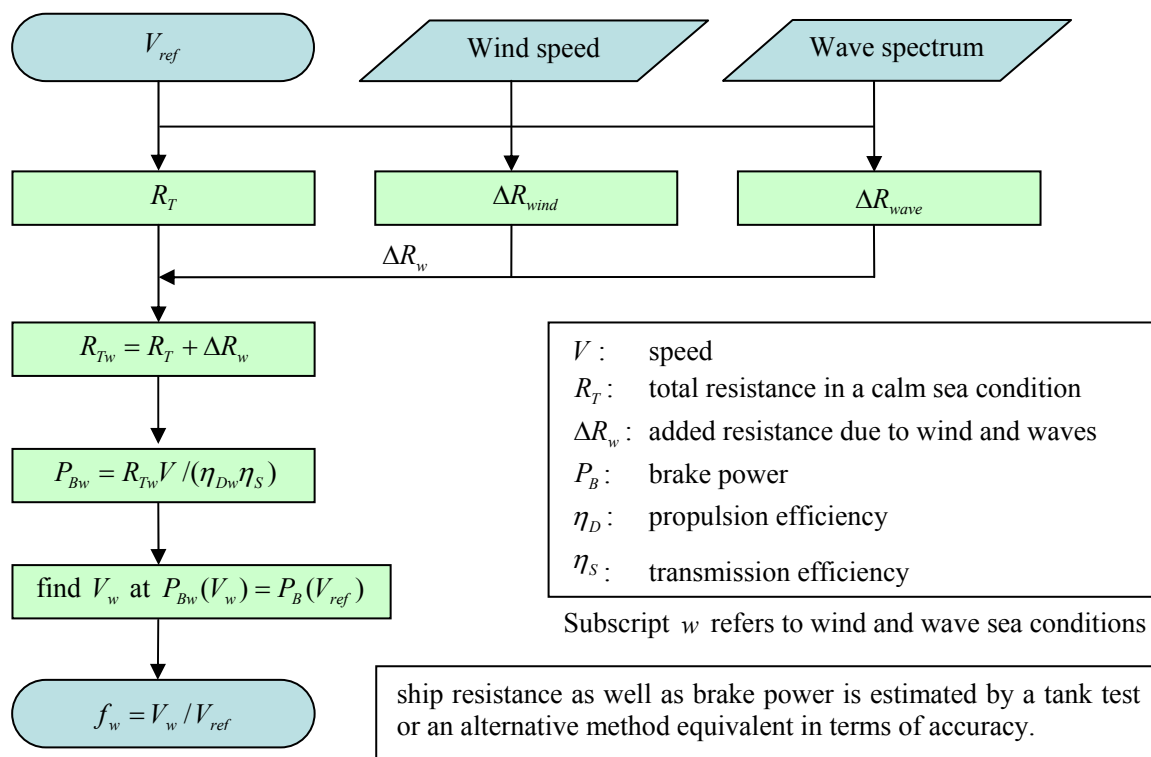 V_ref
Wind speed
Wave spectrum
R_T
ΔR_wind
ΔR_wave
ΔR_w
R_Tw = R_T + ΔR_w
P_Bw = R_Tw V /(η_Dw η_S)
find V_w at P_Bw(V_w) = P_B(V_ref)
f_w = V_w / V_ref
V : speed
R_T : total resistance in a calm sea condition
ΔR_w : added resistance due to wind and waves
P_B : brake power
η_D : propulsion efficiency
η_S : transmission efficiency
Subscript w refers to wind and wave sea conditions
ship resistance as well as brake power is estimated by a tank test
or an alternative method equivalent in terms of accuracy.